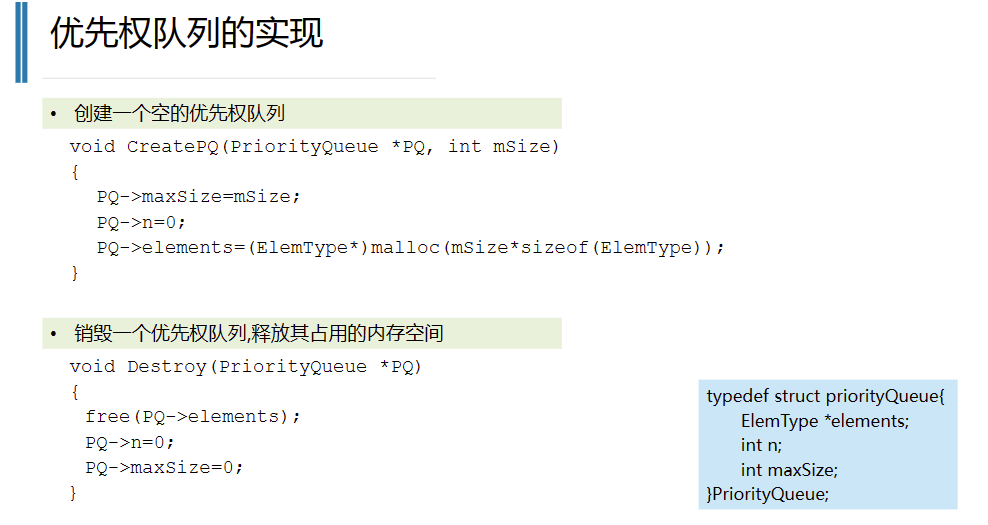 优先权队列的实现
• 创建一个空的优先权队列
void CreatePQ(PriorityQueue *PQ, int mSize)
{
PQ->maxSize=mSize;
PQ->n=0;
PQ->elements=(ElemType*)malloc(mSize*sizeof(ElemType));
}
• 销毁一个优先权队列,释放其占用的内存空间
void Destroy(PriorityQueue *PQ)
{
free(PQ->elements);
PQ->n=0;
PQ->maxSize=0;
}
typedef struct priorityQueue{
ElemType *elements;
int n;
int maxSize;
}PriorityQueue;